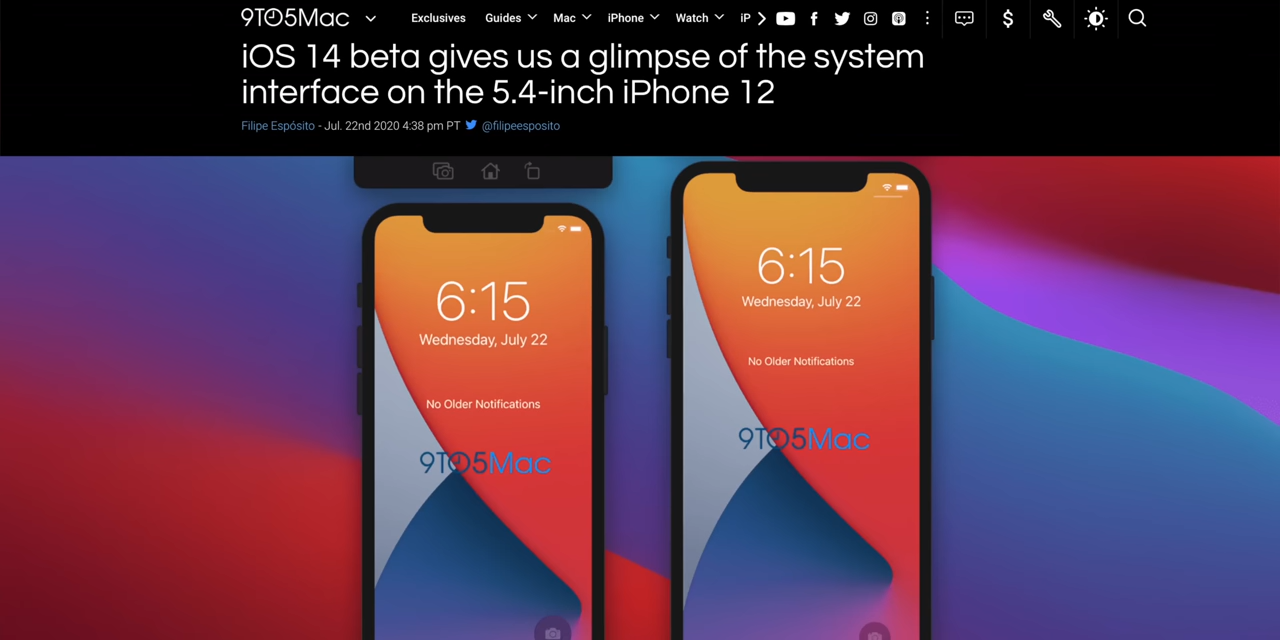 9TO5Mac
Exclusives Guides Mac iPhone Watch iP
iOS 14 beta gives us a glimpse of the system
interface on the 5.4-inch iPhone 12
Filipe Espósito - Jul. 22nd 2020 4:38 pm PT @filipeesposito
6:15
Wednesday, July 22
No Older Notifications
9TO5Mac
6:15
Wednesday, July 22
No Older Notifications
9TO5Mac